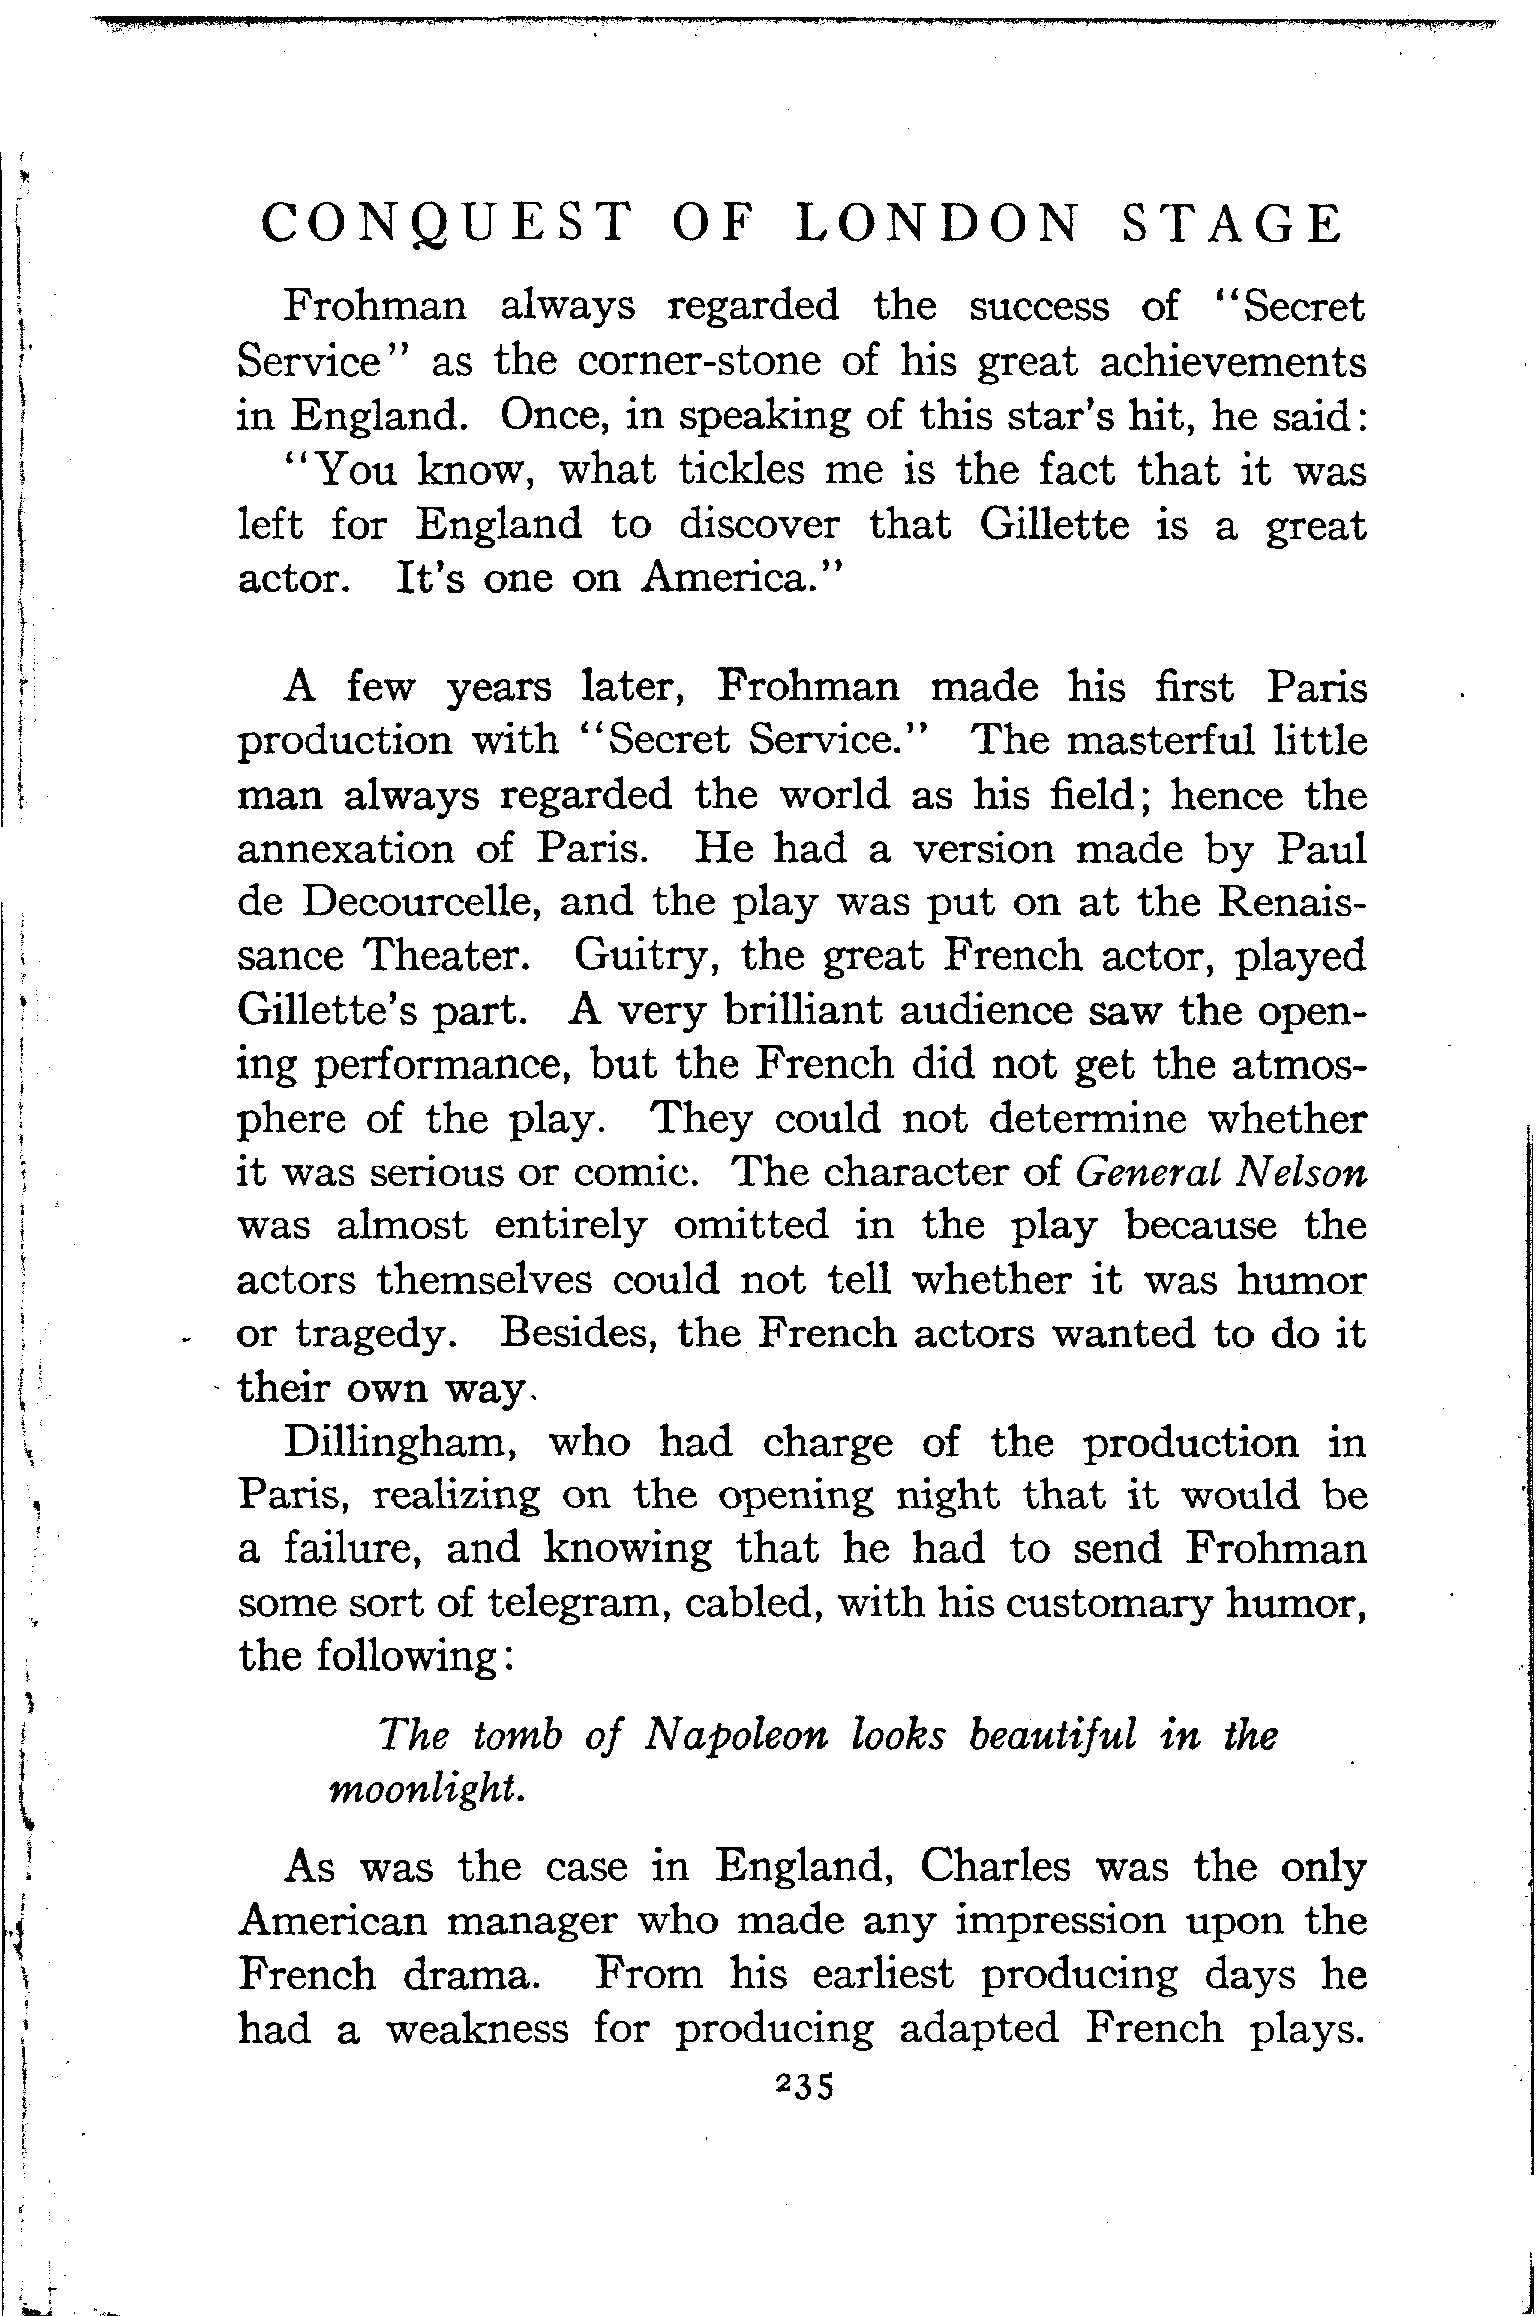 CONQUEST OF LONDON STAGE
Frohman always regarded the success of "Secret
Service" as the corner-stone of his great achievements
in England. Once, in speaking of this star's hit, he said:
"You know, what tickles me is the fact that it was
left for England to discover that Gillette is a great
actor. It's one on America."
A few years later, Frohman made his first Paris
production with "Secret Service." The masterful little
man always regarded the world as his field; hence the
annexation of Paris. He had a version made by Paul
de Decourcelle, and the play was put on at the Renais-
sance Theater. Guitry, the great French actor, played
Gillette's part. A very brilliant audience saw the open-
ing performance, but the French did not get the atmos-
phere of the play. They could not determine whether
it was serious or comic. The character of General Nelson
was almost entirely omitted in the play because the
actors themselves could not tell whether it was humor
or tragedy. Besides, the French actors wanted to do it
their own way.
Dillingham, who had charge of the production in
Paris, realizing on the opening night that it would be
a failure, and knowing that he had to send Frohman
some sort of telegram, cabled, with his customary humor,
the following:
The tomb of Napoleon looks beautiful in the
moonlight.
As was the case in England, Charles was the only
American manager who made any impression upon the
French drama. From his earliest producing days he
had a weakness for producing adapted French plays.
235